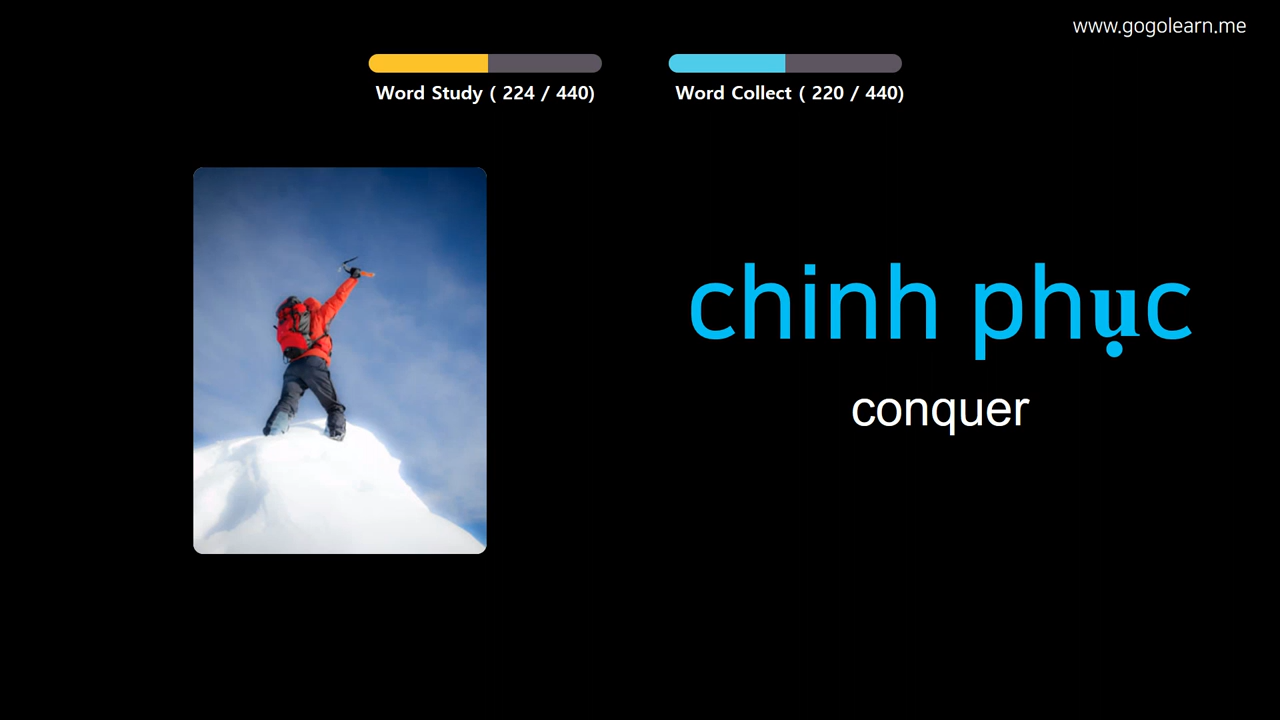 www.gogolearn.me
Word Study ( 224 / 440)
Word Collect ( 220 / 440)
chinh phục
conquer